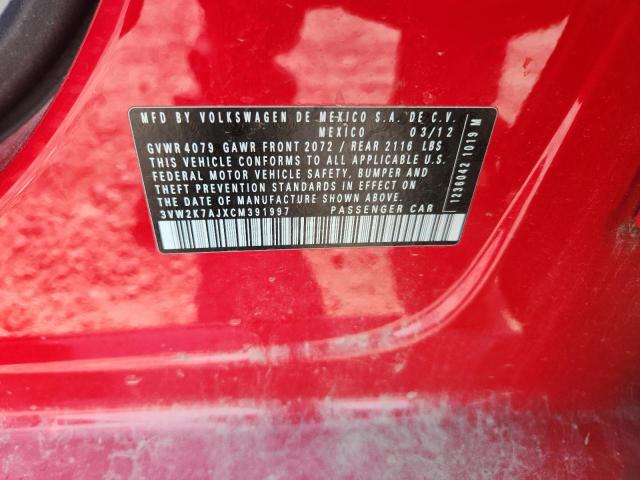 MFD BY VOLKSWAGEN DE MEXICO S.A. DE C.V.
MEXICO 03/12
GVWR 4079 GAWR FRONT 2072 / REAR 2116 LBS
THIS VEHICLE CONFORMS TO ALL APPLICABLE U.S.
FEDERAL MOTOR VEHICLE SAFETY, BUMPER AND
THEFT PREVENTION STANDARDS IN EFFECT ON
THE DATE OF MANUFACTURE SHOWN ABOVE.
3VW2K7AJXCM391997 PASSENGER CAR
1236042 1019 M